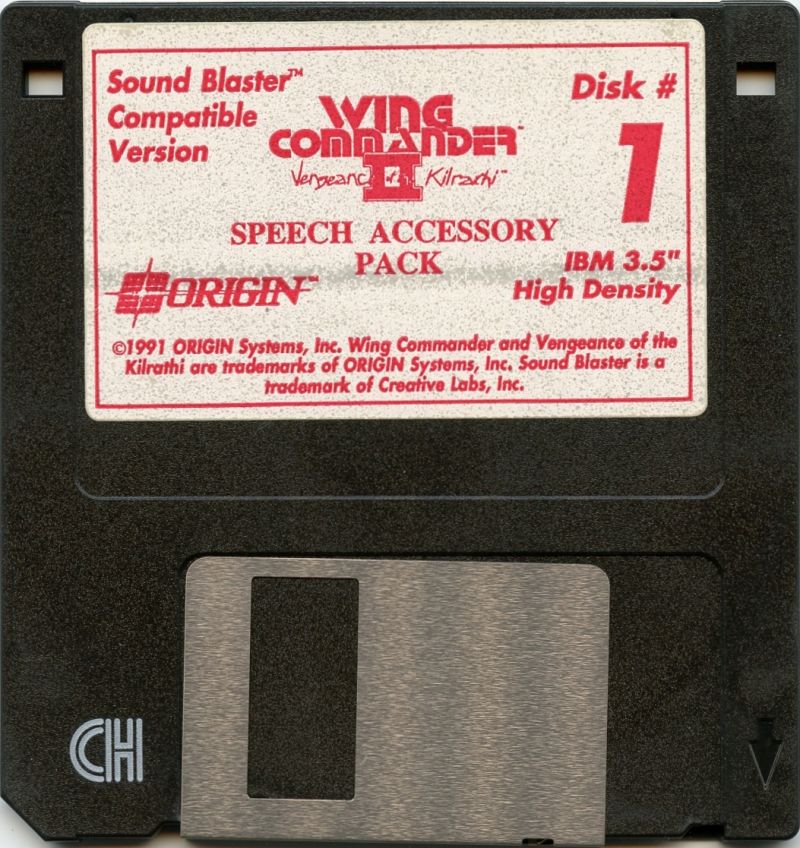 Sound Blaster™
Compatible
Version
Disk #
1
WING
COMMANDER™
II
Vengeance of the Kilrathi™
SPEECH ACCESSORY
PACK
ORIGIN™
IBM 3.5"
High Density
©1991 ORIGIN Systems, Inc. Wing Commander and Vengeance of the
Kilrathi are trademarks of ORIGIN Systems, Inc. Sound Blaster is a
trademark of Creative Labs, Inc.
CH